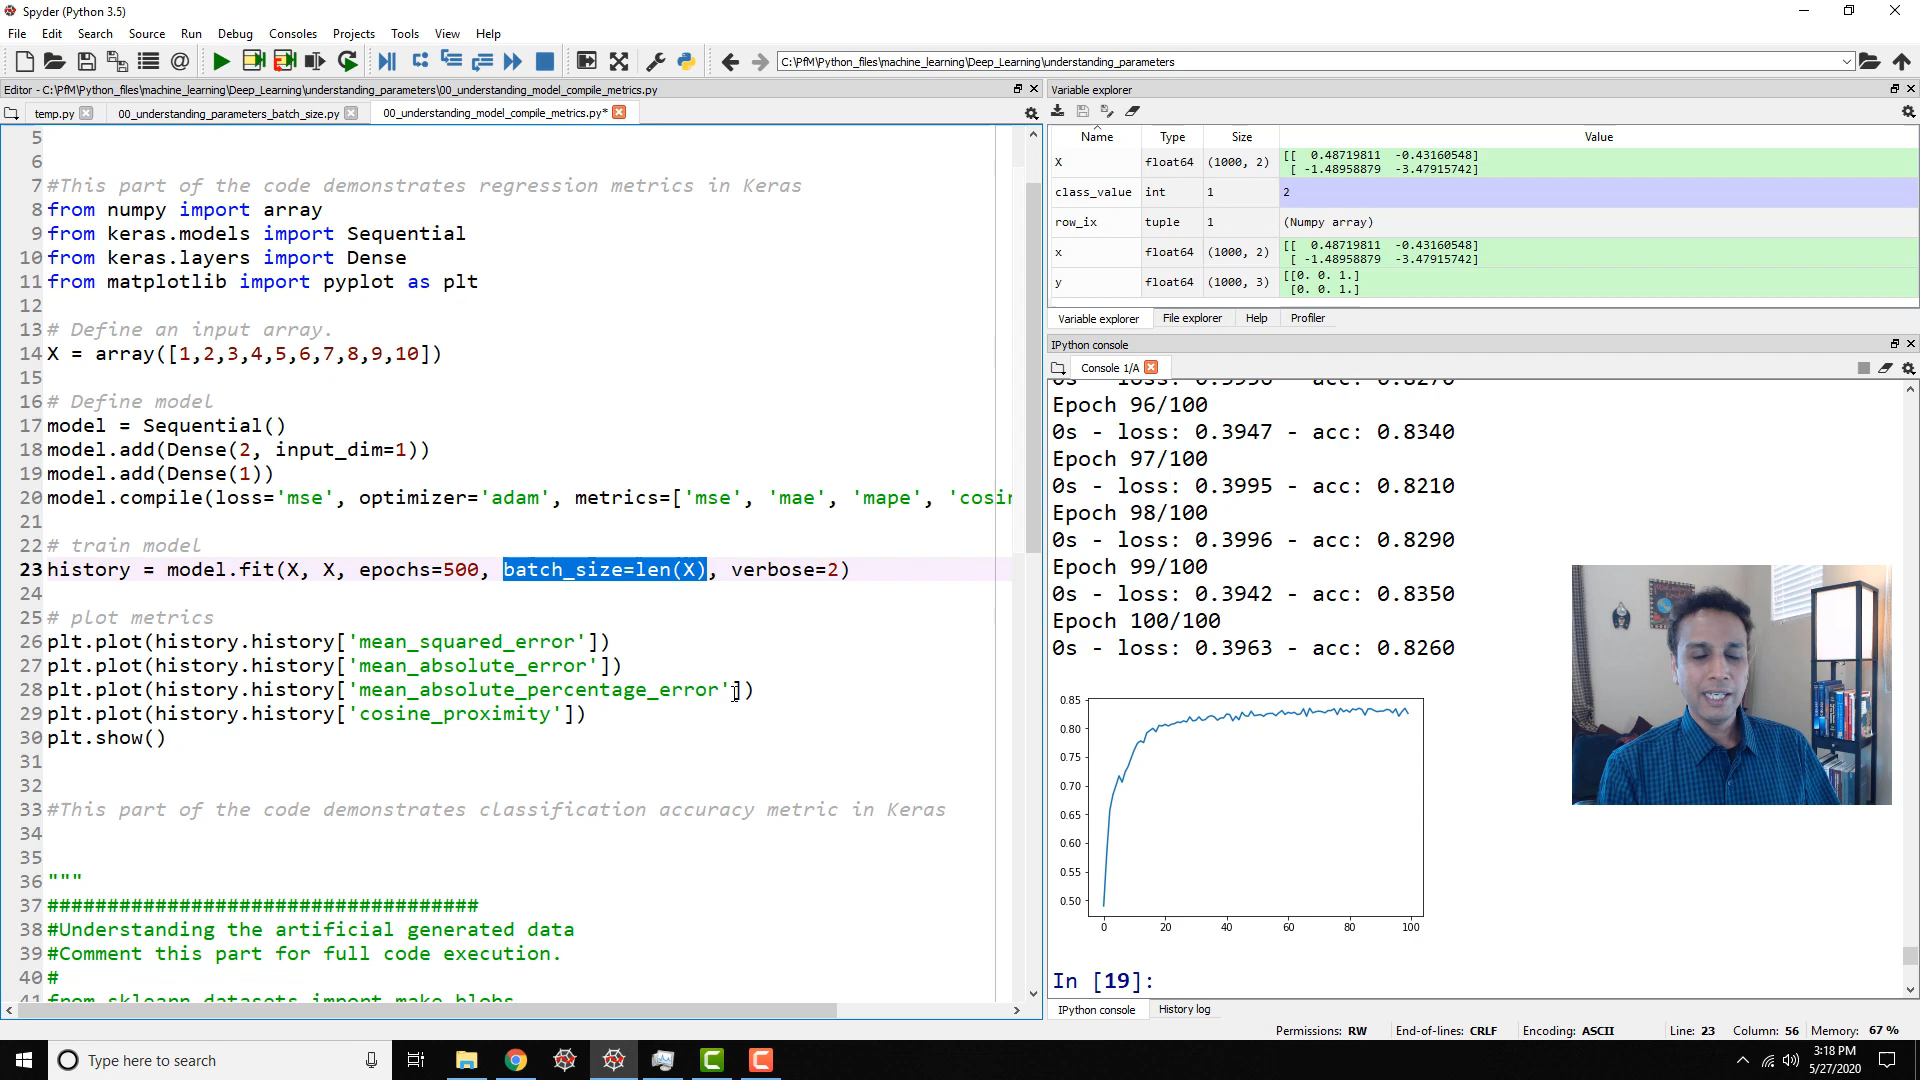 Spyder (Python 3.5)
File Edit Search Source Run Debug Consoles Projects Tools View Help
C:\PfM\Python_files\machine_learning\Deep_Learning\understanding_parameters
Editor - C:\PfM\Python_files\machine_learning\Deep_Learning\understanding_parameters\00_understanding_model_compile_metrics.py
temp.py 00_understanding_parameters_batch_size.py 00_understanding_model_compile_metrics.py*
5
6
7 #This part of the code demonstrates regression metrics in Keras
8 from numpy import array
9 from keras.models import Sequential
10 from keras.layers import Dense
11 from matplotlib import pyplot as plt
12
13 # Define an input array.
14 X = array([1,2,3,4,5,6,7,8,9,10])
15
16 # Define model
17 model = Sequential()
18 model.add(Dense(2, input_dim=1))
19 model.add(Dense(1))
20 model.compile(loss='mse', optimizer='adam', metrics=['mse', 'mae', 'mape', 'cosin
21
22 # train model
23 history = model.fit(X, X, epochs=500, batch_size=len(X), verbose=2)
24
25 # plot metrics
26 plt.plot(history.history['mean_squared_error'])
27 plt.plot(history.history['mean_absolute_error'])
28 plt.plot(history.history['mean_absolute_percentage_error'])
29 plt.plot(history.history['cosine_proximity'])
30 plt.show()
31
32
33 #This part of the code demonstrates classification accuracy metric in Keras
34
35
36 """
37 ####################################
38 #Understanding the artificial generated data
39 #Comment this part for full code execution.
40 #
41 from sklearn.datasets import make_blobs
Variable explorer
Name Type Size Value
X float64 (1000, 2) [[ 0.48719811 -0.43160548]
[ -1.48958879 -3.47915742]
class_value int 1 2
row_ix tuple 1 (Numpy array)
x float64 (1000, 2) [[ 0.48719811 -0.43160548]
[ -1.48958879 -3.47915742]
y float64 (1000, 3) [[0. 0. 1.]
[0. 0. 1.]
Variable explorer File explorer Help Profiler
IPython console
Console 1/A
0s - loss: 0.3950 - acc: 0.8270
Epoch 96/100
0s - loss: 0.3947 - acc: 0.8340
Epoch 97/100
0s - loss: 0.3995 - acc: 0.8210
Epoch 98/100
0s - loss: 0.3996 - acc: 0.8290
Epoch 99/100
0s - loss: 0.3942 - acc: 0.8350
Epoch 100/100
0s - loss: 0.3963 - acc: 0.8260
0.85
0.80
0.75
0.70
0.65
0.60
0.55
0.50
0 20 40 60 80 100
In [19]:
IPython console History log
Permissions: RW End-of-lines: CRLF Encoding: ASCII Line: 23 Column: 56 Memory: 67 %
Type here to search
3:18 PM
5/27/2020